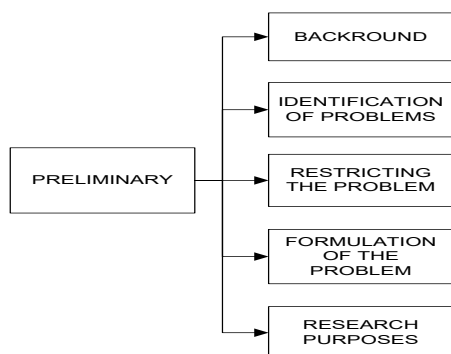 BACKROUND
IDENTIFICATION
OF PROBLEMS
PRELIMINARY
RESTRICTING
THE PROBLEM
FORMULATION
OF THE
PROBLEM
RESEARCH
PURPOSES